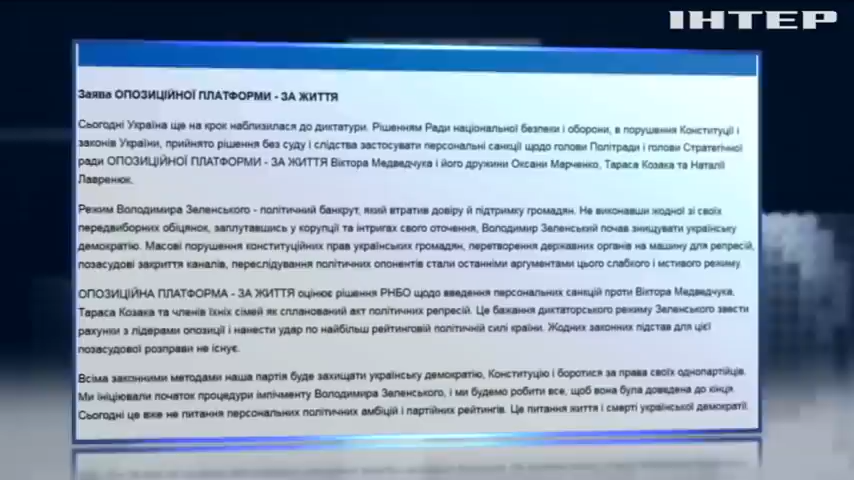 ІНТЕР
Заява ОПОЗИЦІЙНОЇ ПЛАТФОРМИ - ЗА ЖИТТЯ
Сьогодні Україна ще на крок наблизилася до диктатури. Рішенням Ради національної безпеки і оборони, в порушення Конституції і
законів України, прийнято рішення без суду і слідства застосувати персональні санкції щодо голови Політради і голови Стратегічної
ради ОПОЗИЦІЙНОЇ ПЛАТФОРМИ - ЗА ЖИТТЯ Віктора Медведчука і його дружини Оксани Марченко, Тараса Козака та Наталії
Лавренюк.
Режим Володимира Зеленського - політичний банкрут, який втратив довіру й підтримку громадян. Не виконавши жодної зі своїх
передвиборних обіцянок, заплутавшись у корупції та інтригах свого оточення, Володимир Зеленський почав знищувати українську
демократію. Масові порушення конституційних прав українських громадян, перетворення державних органів на машину для репресій,
позасудові закриття каналів, переслідування політичних опонентів стали останніми аргументами цього слабкого і мстивого режиму.
ОПОЗИЦІЙНА ПЛАТФОРМА - ЗА ЖИТТЯ оцінює рішення РНБО щодо введення персональних санкцій проти Віктора Медведчука,
Тараса Козака та членів їхніх сімей як спланований акт політичних репресій. Це бажання диктаторського режиму Зеленського звести
рахунки з лідерами опозиції і нанести удар по найбільш рейтинговій політичній силі країни. Жодних законних підстав для цієї
позасудової розправи не існує.
Всіма законними методами наша партія буде захищати українську демократію, Конституцію і боротися за права своїх однопартійців.
Ми ініціювали початок процедури імпічменту Володимира Зеленського, і ми будемо робити все, щоб вона була доведена до кінця.
Сьогодні це вже не питання персональних політичних амбіцій і партійних рейтингів. Це питання життя і смерті української демократії.